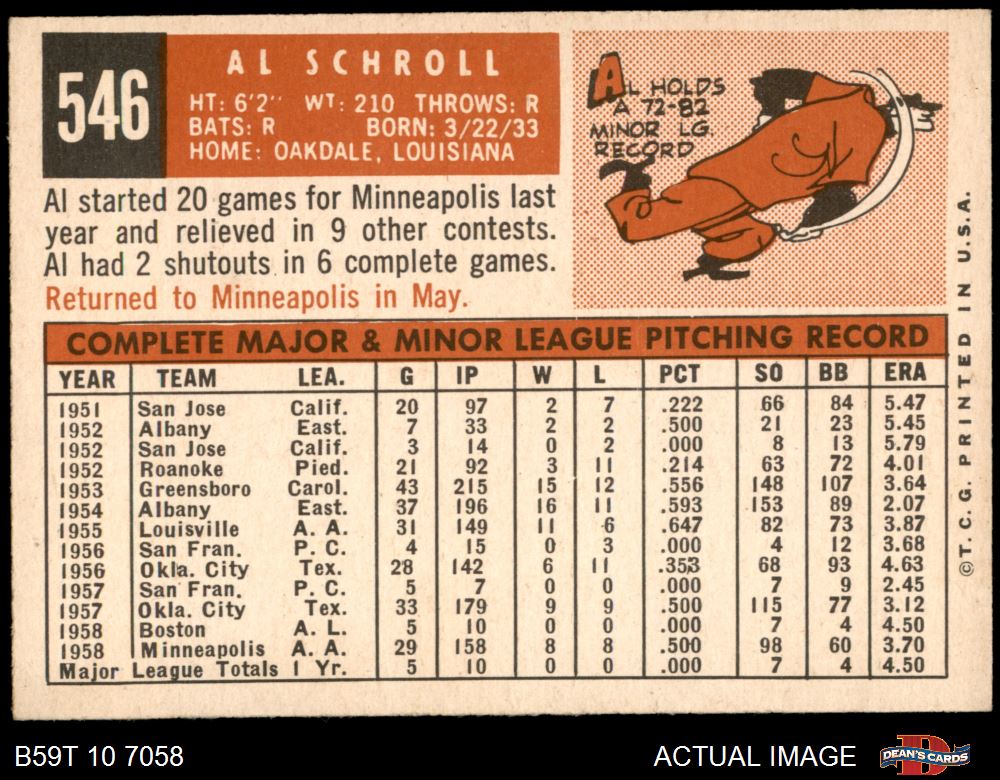 546
AL SCHROLL
HT: 6'2" WT: 210 THROWS: R
BATS: R BORN: 3/22/33
HOME: OAKDALE, LOUISIANA
AL HOLDS
A 72-82
MINOR LG
RECORD
Al started 20 games for Minneapolis last
year and relieved in 9 other contests.
Al had 2 shutouts in 6 complete games.
Returned to Minneapolis in May.
COMPLETE MAJOR & MINOR LEAGUE PITCHING RECORD
YEAR TEAM LEA. G IP W L PCT SO BB ERA
1951 San Jose Calif. 20 97 2 7 .222 66 84 5.47
1952 Albany East. 7 33 2 2 .500 21 23 5.45
1952 San Jose Calif. 3 14 0 2 .000 8 13 5.79
1952 Roanoke Pied. 21 92 3 11 .214 63 72 4.01
1953 Greensboro Carol. 43 215 15 12 .556 148 107 3.64
1954 Albany East. 37 196 16 11 .593 153 89 2.07
1955 Louisville A. A. 31 149 11 6 .647 82 73 3.87
1956 San Fran. P. C. 4 15 0 3 .000 4 12 3.68
1956 Okla. City Tex. 28 142 6 11 .353 68 93 4.63
1957 San Fran. P. C. 5 7 0 0 .000 7 9 2.45
1957 Okla. City Tex. 33 179 9 9 .500 115 77 3.12
1958 Boston A. L. 5 10 0 0 .000 7 4 4.50
1958 Minneapolis A. A. 29 158 8 8 .500 98 60 3.70
Major League Totals 1 Yr. 5 10 0 0 .000 7 4 4.50
©T. C. G. PRINTED IN U.S.A.
B59T 10 7058
ACTUAL IMAGE
DEAN'S CARDS